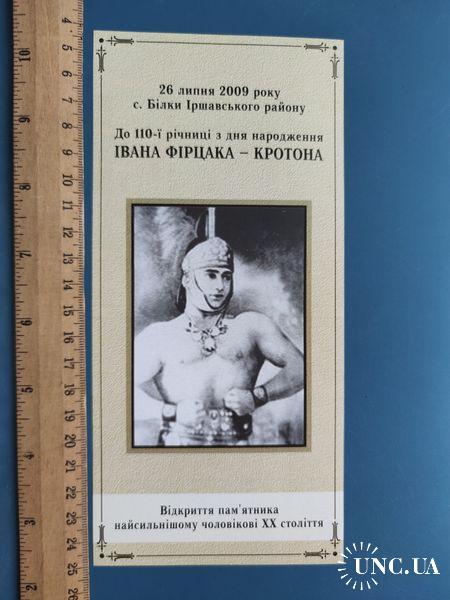 26 липня 2009 року
с. Білки Іршавського району
До 110-ї річниці з дня народження
ІВАНА ФІРЦАКА – КРОТОНА
Відкриття пам'ятника
найсильнішому чоловікові XX століття
UNC.UA